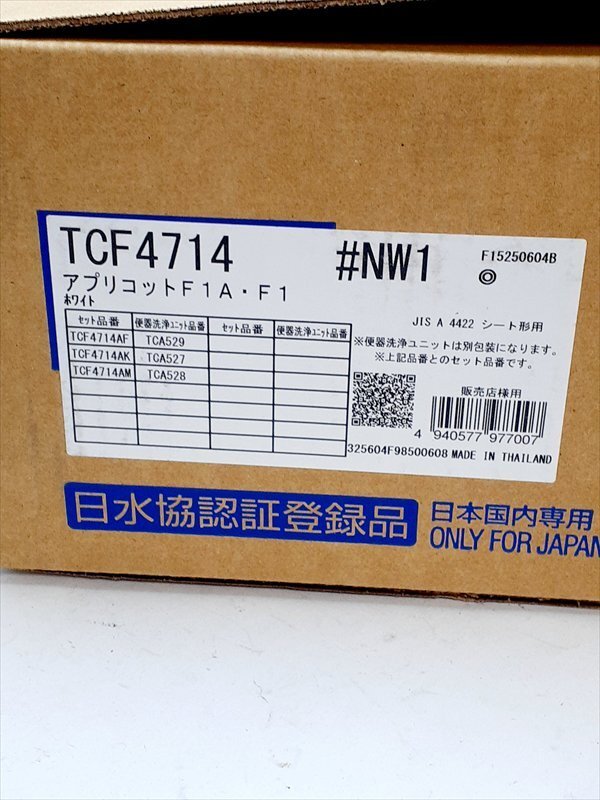 TCF4714 #NW1 F15250604B
アプリコットF1A・F1 ◎
ホワイト
セット品番 便器洗浄ユニット品番 セット品番 便器洗浄ユニット品番
TCF4714AF TCA529
TCF4714AK TCA527
TCF4714AM TCA528
JIS A 4422 シート形用
※便器洗浄ユニットは別包装になります。
※上記品番とのセット品番です。
販売店様用
4 940577 977007
325604F98500608 MADE IN THAILAND
日水協認証登録品
日本国内専用
ONLY FOR JAPAN